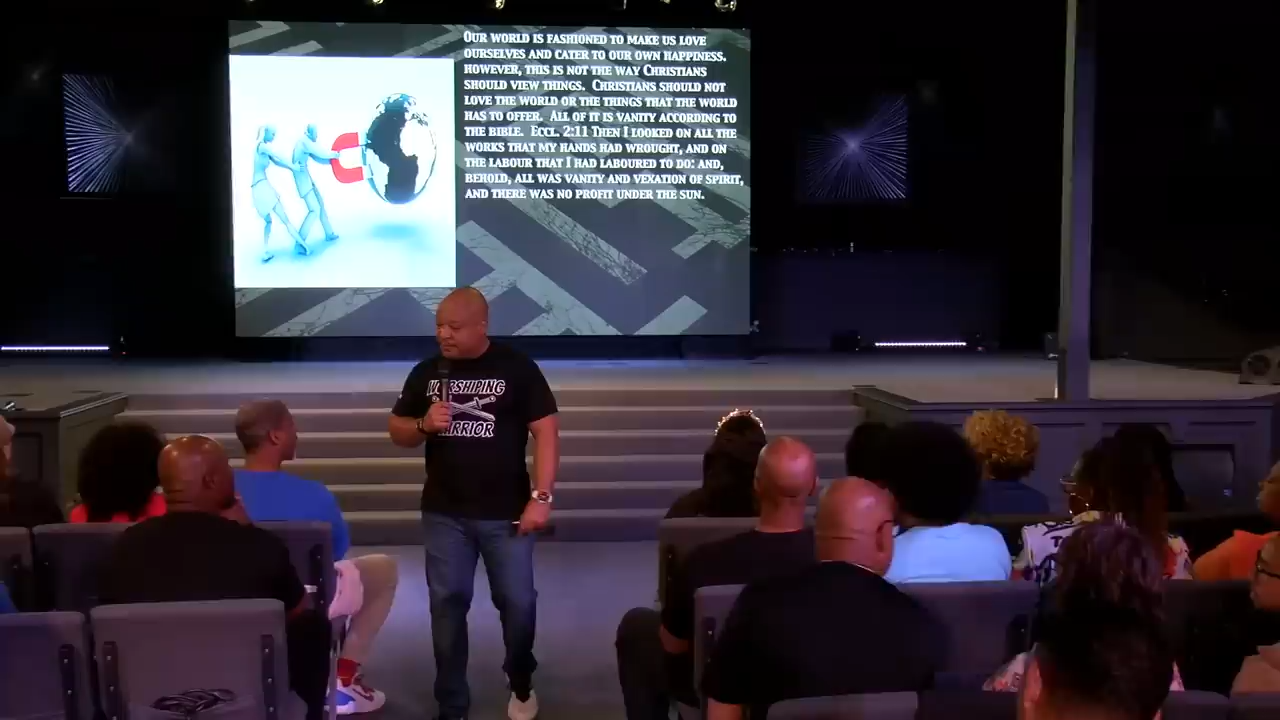 Our world is fashioned to make us love
ourselves and cater to our own happiness.
However, this is not the way Christians
should view things. Christians should not
love the world or the things that the world
has to offer. All of it is vanity according to
the Bible. Eccl. 2:11 Then I looked on all the
works that my hands had wrought, and on
the labour that I had laboured to do: and,
behold, all was vanity and vexation of spirit,
and there was no profit under the sun.
WORSHIPING
WARRIOR